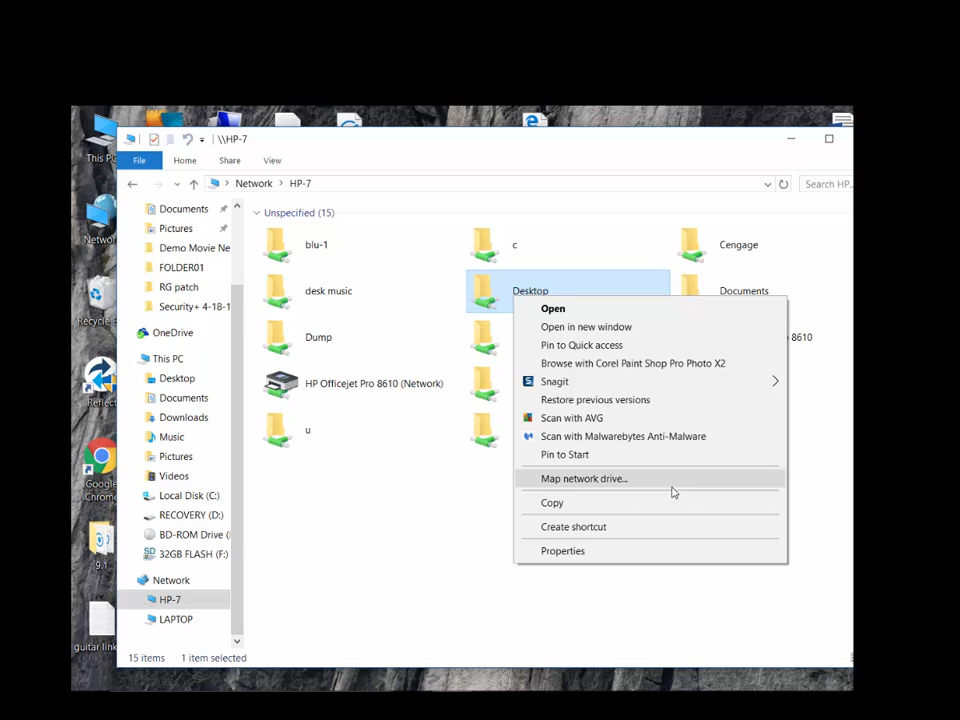 This PC
Network
Recycle
Reflect
Google
Chrome
9.1
guitar link
\\HP-7
File
Home
Share
View
Network
HP-7
Search HP...
Documents
Pictures
Demo Movie Ne
FOLDER01
RG patch
Security+ 4-18-1
OneDrive
This PC
Desktop
Documents
Downloads
Music
Pictures
Videos
Local Disk (C:)
RECOVERY (D:)
BD-ROM Drive (
32GB FLASH (F:)
Network
HP-7
LAPTOP
Unspecified (15)
blu-1
c
Cengage
desk music
Desktop
Documents
Dump
8610
HP Officejet Pro 8610 (Network)
u
Open
Open in new window
Pin to Quick access
Browse with Corel Paint Shop Pro Photo X2
Snagit
Restore previous versions
Scan with AVG
Scan with Malwarebytes Anti-Malware
Pin to Start
Map network drive...
Copy
Create shortcut
Properties
15 items
1 item selected